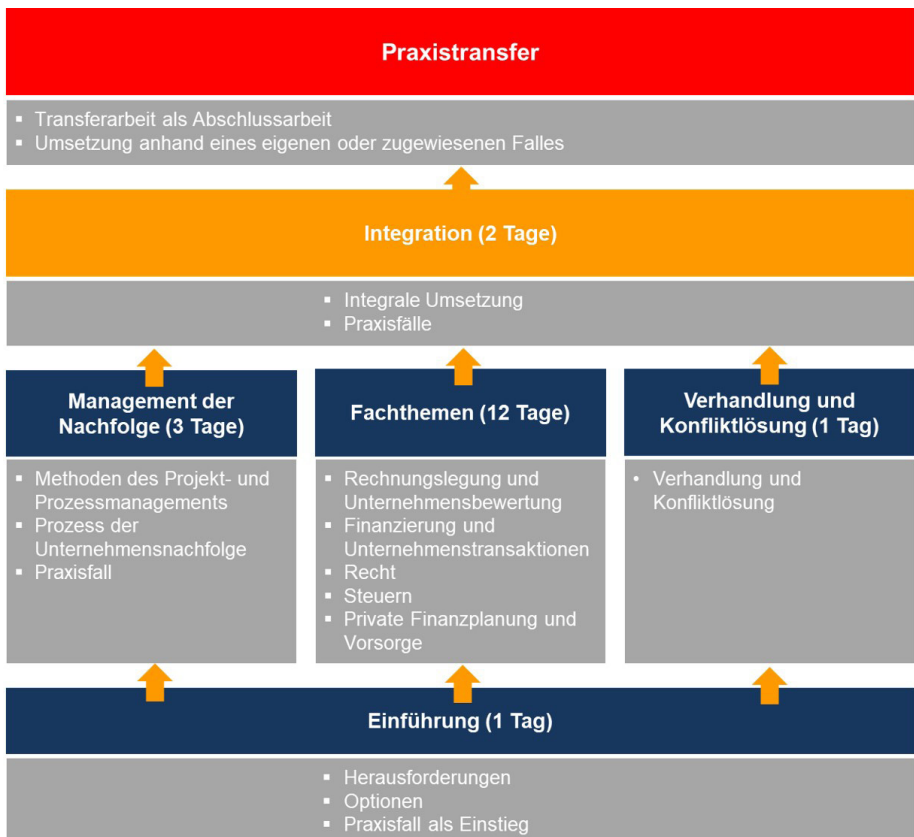 Praxistransfer
▪ Transferarbeit als Abschlussarbeit
▪ Umsetzung anhand eines eigenen oder zugewiesenen Falles
Integration (2 Tage)
▪ Integrale Umsetzung
▪ Praxisfälle
Management der
Nachfolge (3 Tage)
▪ Methoden des Projekt- und
Prozessmanagements
▪ Prozess der
Unternehmensnachfolge
▪ Praxisfall
Fachthemen (12 Tage)
▪ Rechnungslegung und
Unternehmensbewertung
▪ Finanzierung und
Unternehmenstransaktionen
▪ Recht
▪ Steuern
▪ Private Finanzplanung und
Vorsorge
Verhandlung und
Konfliktlösung (1 Tag)
• Verhandlung und
Konfliktlösung
Einführung (1 Tag)
▪ Herausforderungen
▪ Optionen
▪ Praxisfall als Einstieg